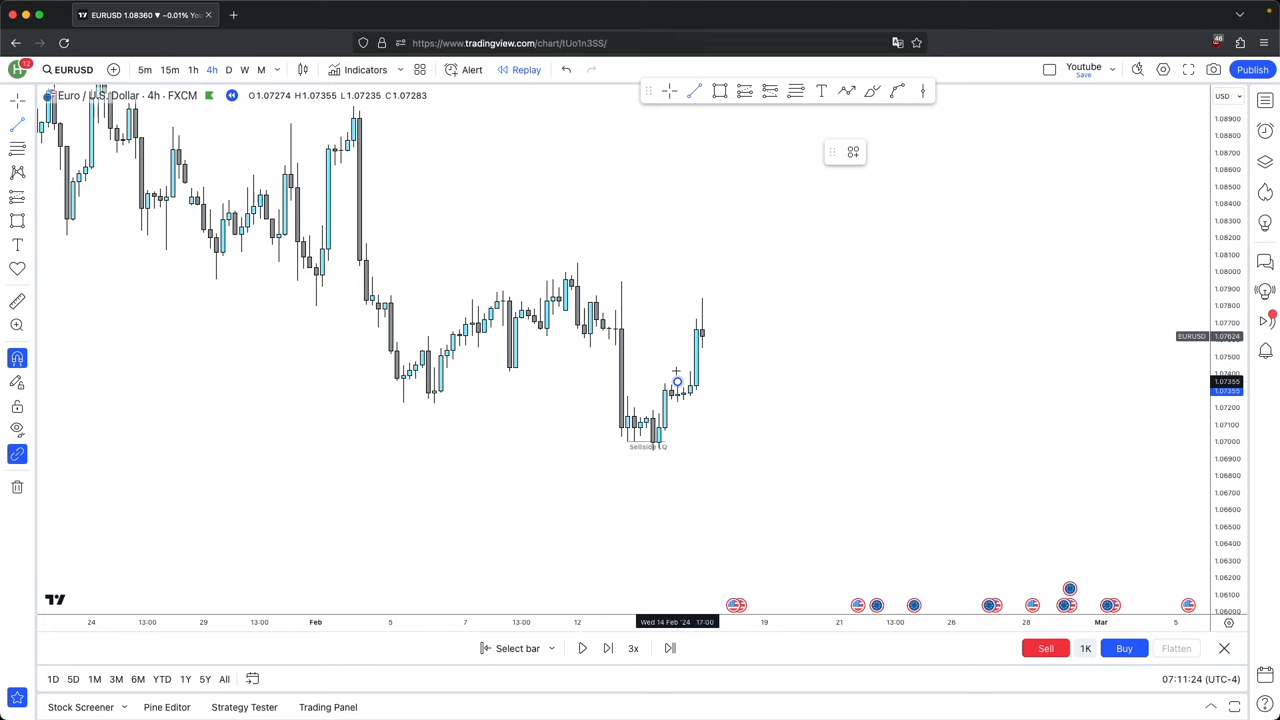 EURUSD 1.08360 ▼ −0.01% Yo
https://www.tradingview.com/chart/tUo1n3SS/
46
H
12
EURUSD
5m 15m 1h 4h D W M
Indicators
Alert
Replay
Youtube
Save
Publish
Euro / U.S. Dollar · 4h · FXCM
O1.07274 H1.07355 L1.07235 C1.07283
USD
1.08900
1.08800
1.08700
1.08600
1.08500
1.08400
1.08300
1.08200
1.08100
1.08000
1.07900
1.07800
1.07700
EURUSD 1.07624
1.07500
1.07400
1.07355
1.07355
1.07200
1.07100
1.07000
1.06900
1.06800
1.06700
1.06600
1.06500
1.06400
1.06300
1.06200
1.06100
1.06000
Sellside LQ
24 13:00 29 13:00 Feb 5 7 13:00 12 Wed 14 Feb '24 17:00 19 21 13:00 26 28 Mar 5
Select bar
3x
Sell 1K Buy Flatten
1D 5D 1M 3M 6M YTD 1Y 5Y All
07:11:24 (UTC-4)
Stock Screener Pine Editor Strategy Tester Trading Panel